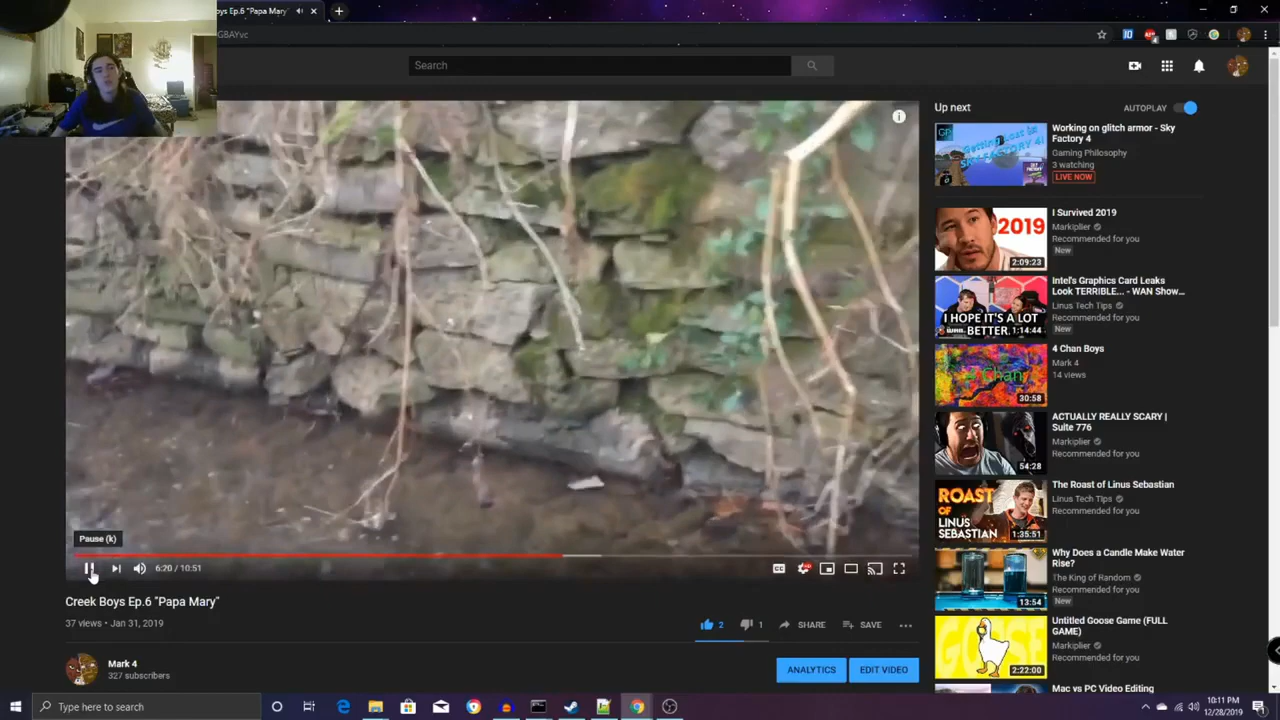 oys Ep.6 "Papa Mary"
GBAYvc
Search
Up next
AUTOPLAY
Working on glitch armor - Sky
Factory 4
Gaming Philosophy
3 watching
LIVE NOW
I Survived 2019
Markiplier
Recommended for you
New
2019
2:09:23
Intel's Graphics Card Leaks
Look TERRIBLE... - WAN Show...
Linus Tech Tips
Recommended for you
New
I HOPE IT'S A LOT
BETTER.
1:14:44
4 Chan Boys
Mark 4
14 views
4 Chan
30:58
ACTUALLY REALLY SCARY |
Suite 776
Markiplier
Recommended for you
54:28
The Roast of Linus Sebastian
Linus Tech Tips
Recommended for you
ROAST
OF
LINUS
SEBASTIAN
1:35:51
Why Does a Candle Make Water
Rise?
The King of Random
Recommended for you
New
13:54
Untitled Goose Game (FULL
GAME)
Markiplier
Recommended for you
2:22:00
Mac vs PC Video Editing
Pause (k)
6:20 / 10:51
Creek Boys Ep.6 "Papa Mary"
37 views • Jan 31, 2019
2
1
SHARE
SAVE
Mark 4
327 subscribers
ANALYTICS
EDIT VIDEO
Type here to search
10:11 PM
12/28/2019